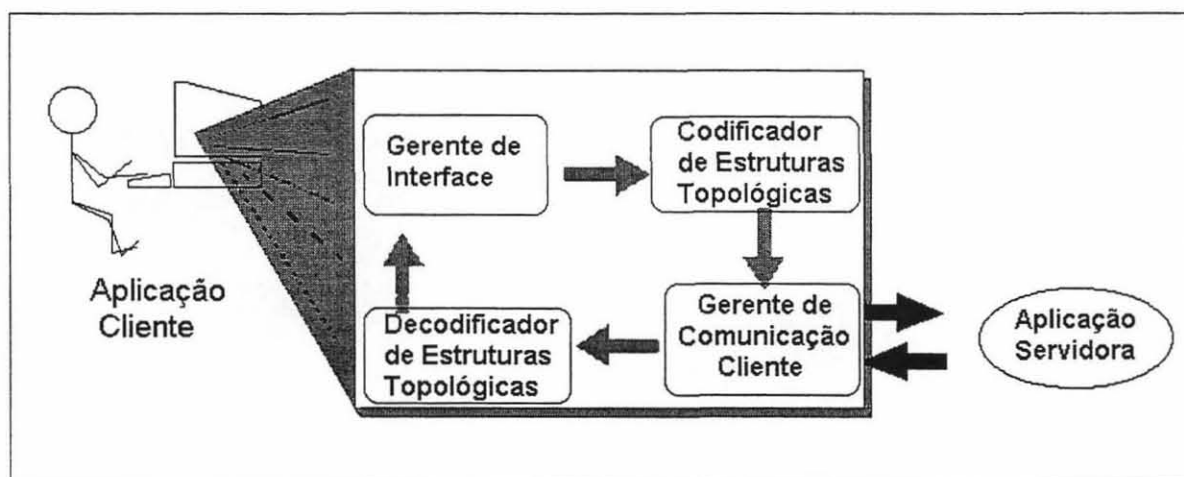 Gerente de
Interface
Codificador
de Estruturas
Topológicas
Aplicação
Cliente
Decodificador
de Estruturas
Topológicas
Gerente de
Comunicação
Cliente
Aplicação
Servidora